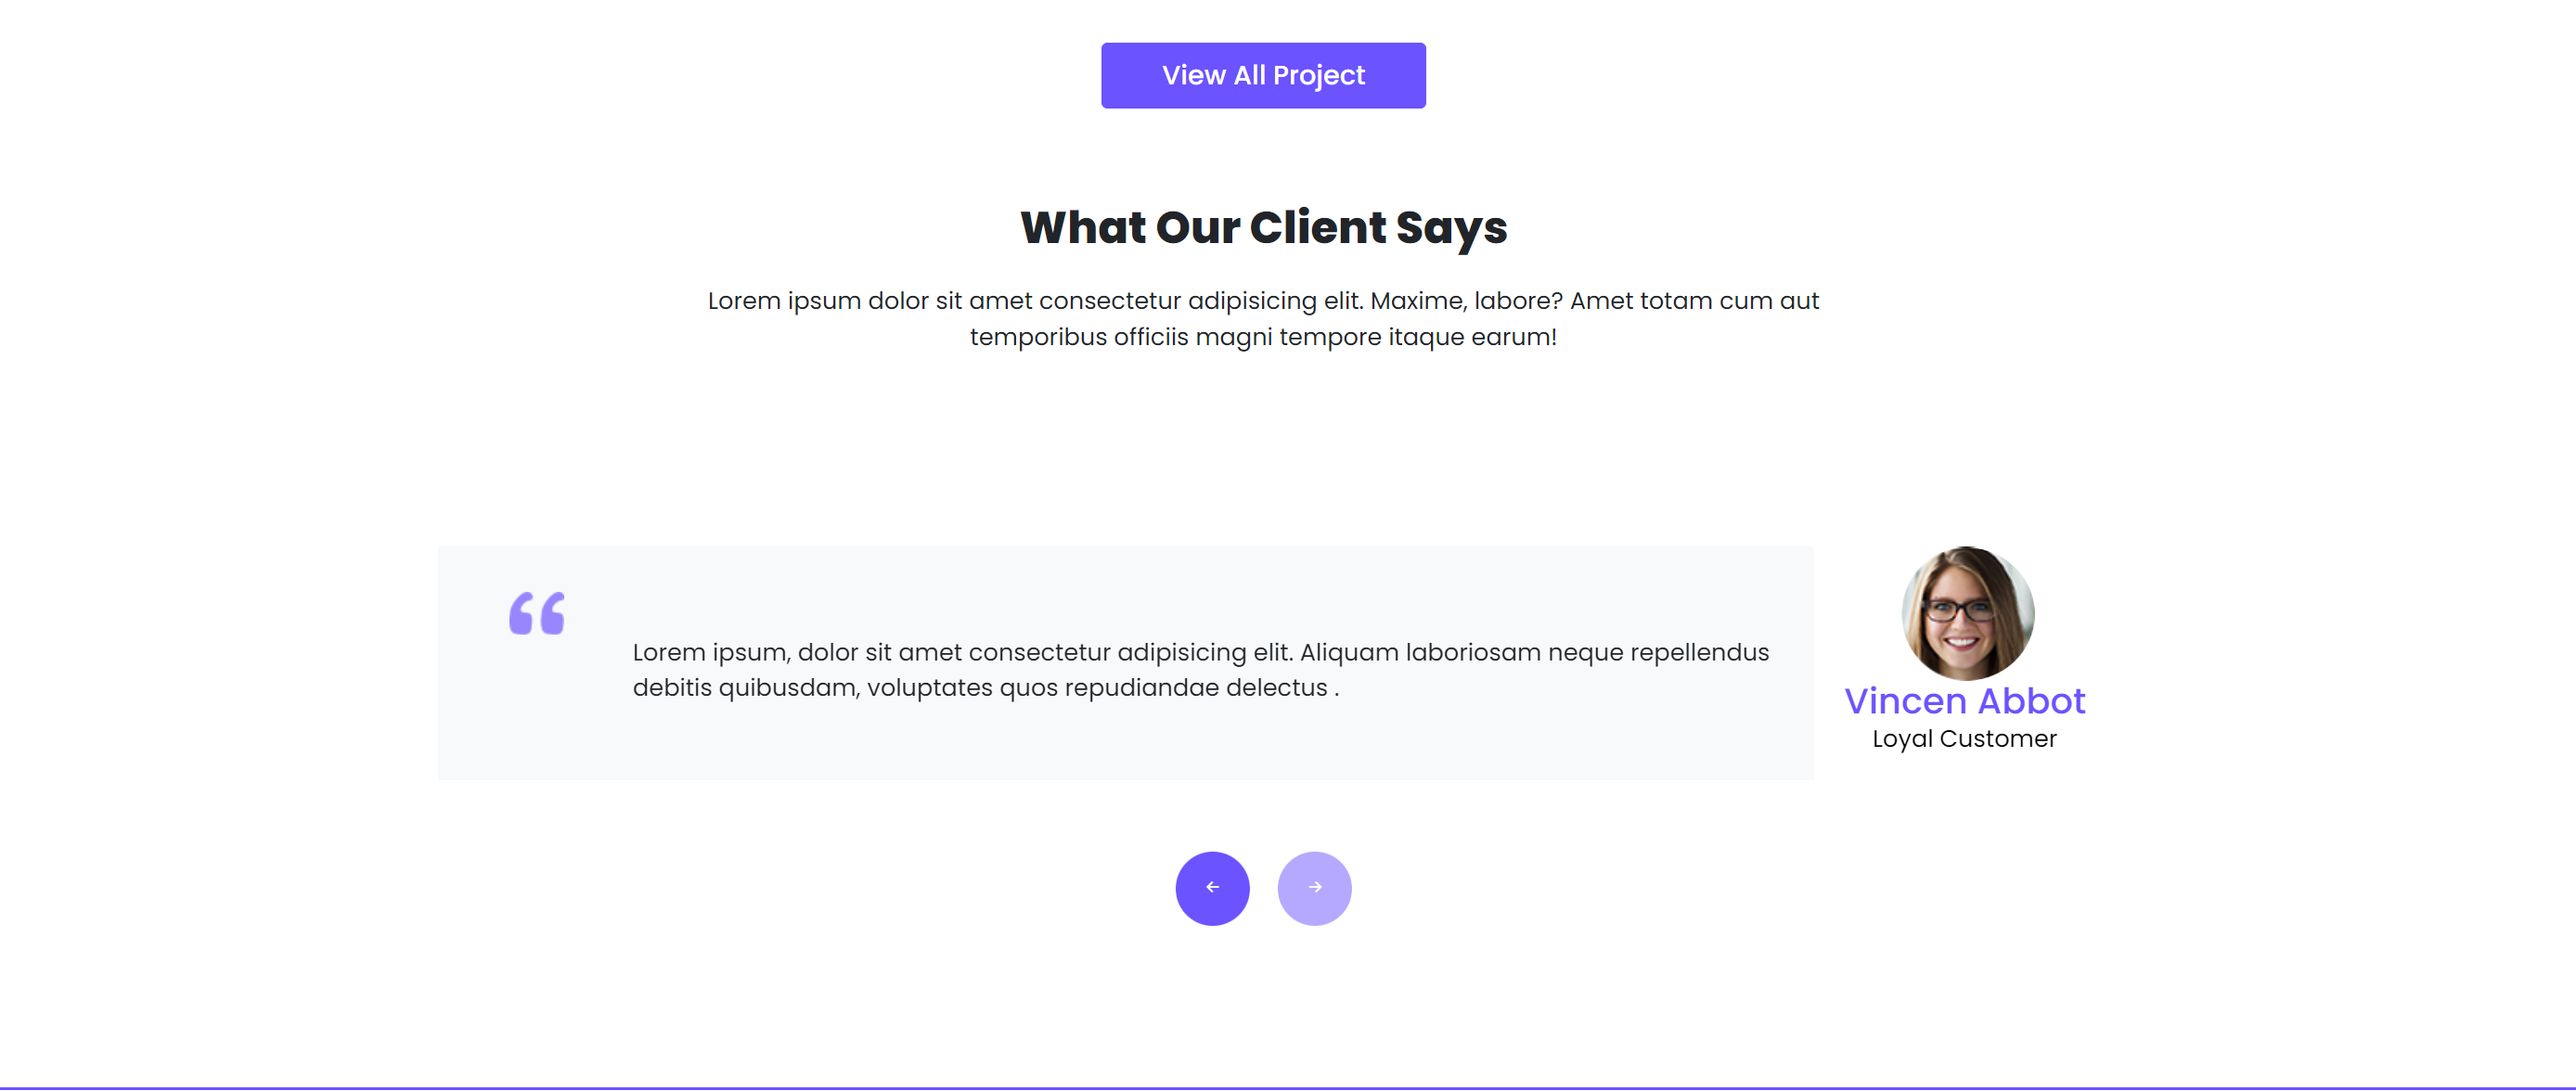 View All Project
What Our Client Says
Lorem ipsum dolor sit amet consectetur adipisicing elit. Maxime, labore? Amet totam cum aut
temporibus officiis magni tempore itaque earum!
“
Lorem ipsum, dolor sit amet consectetur adipisicing elit. Aliquam laboriosam neque repellendus
debitis quibusdam, voluptates quos repudiandae delectus .
Vincen Abbot
Loyal Customer
← →